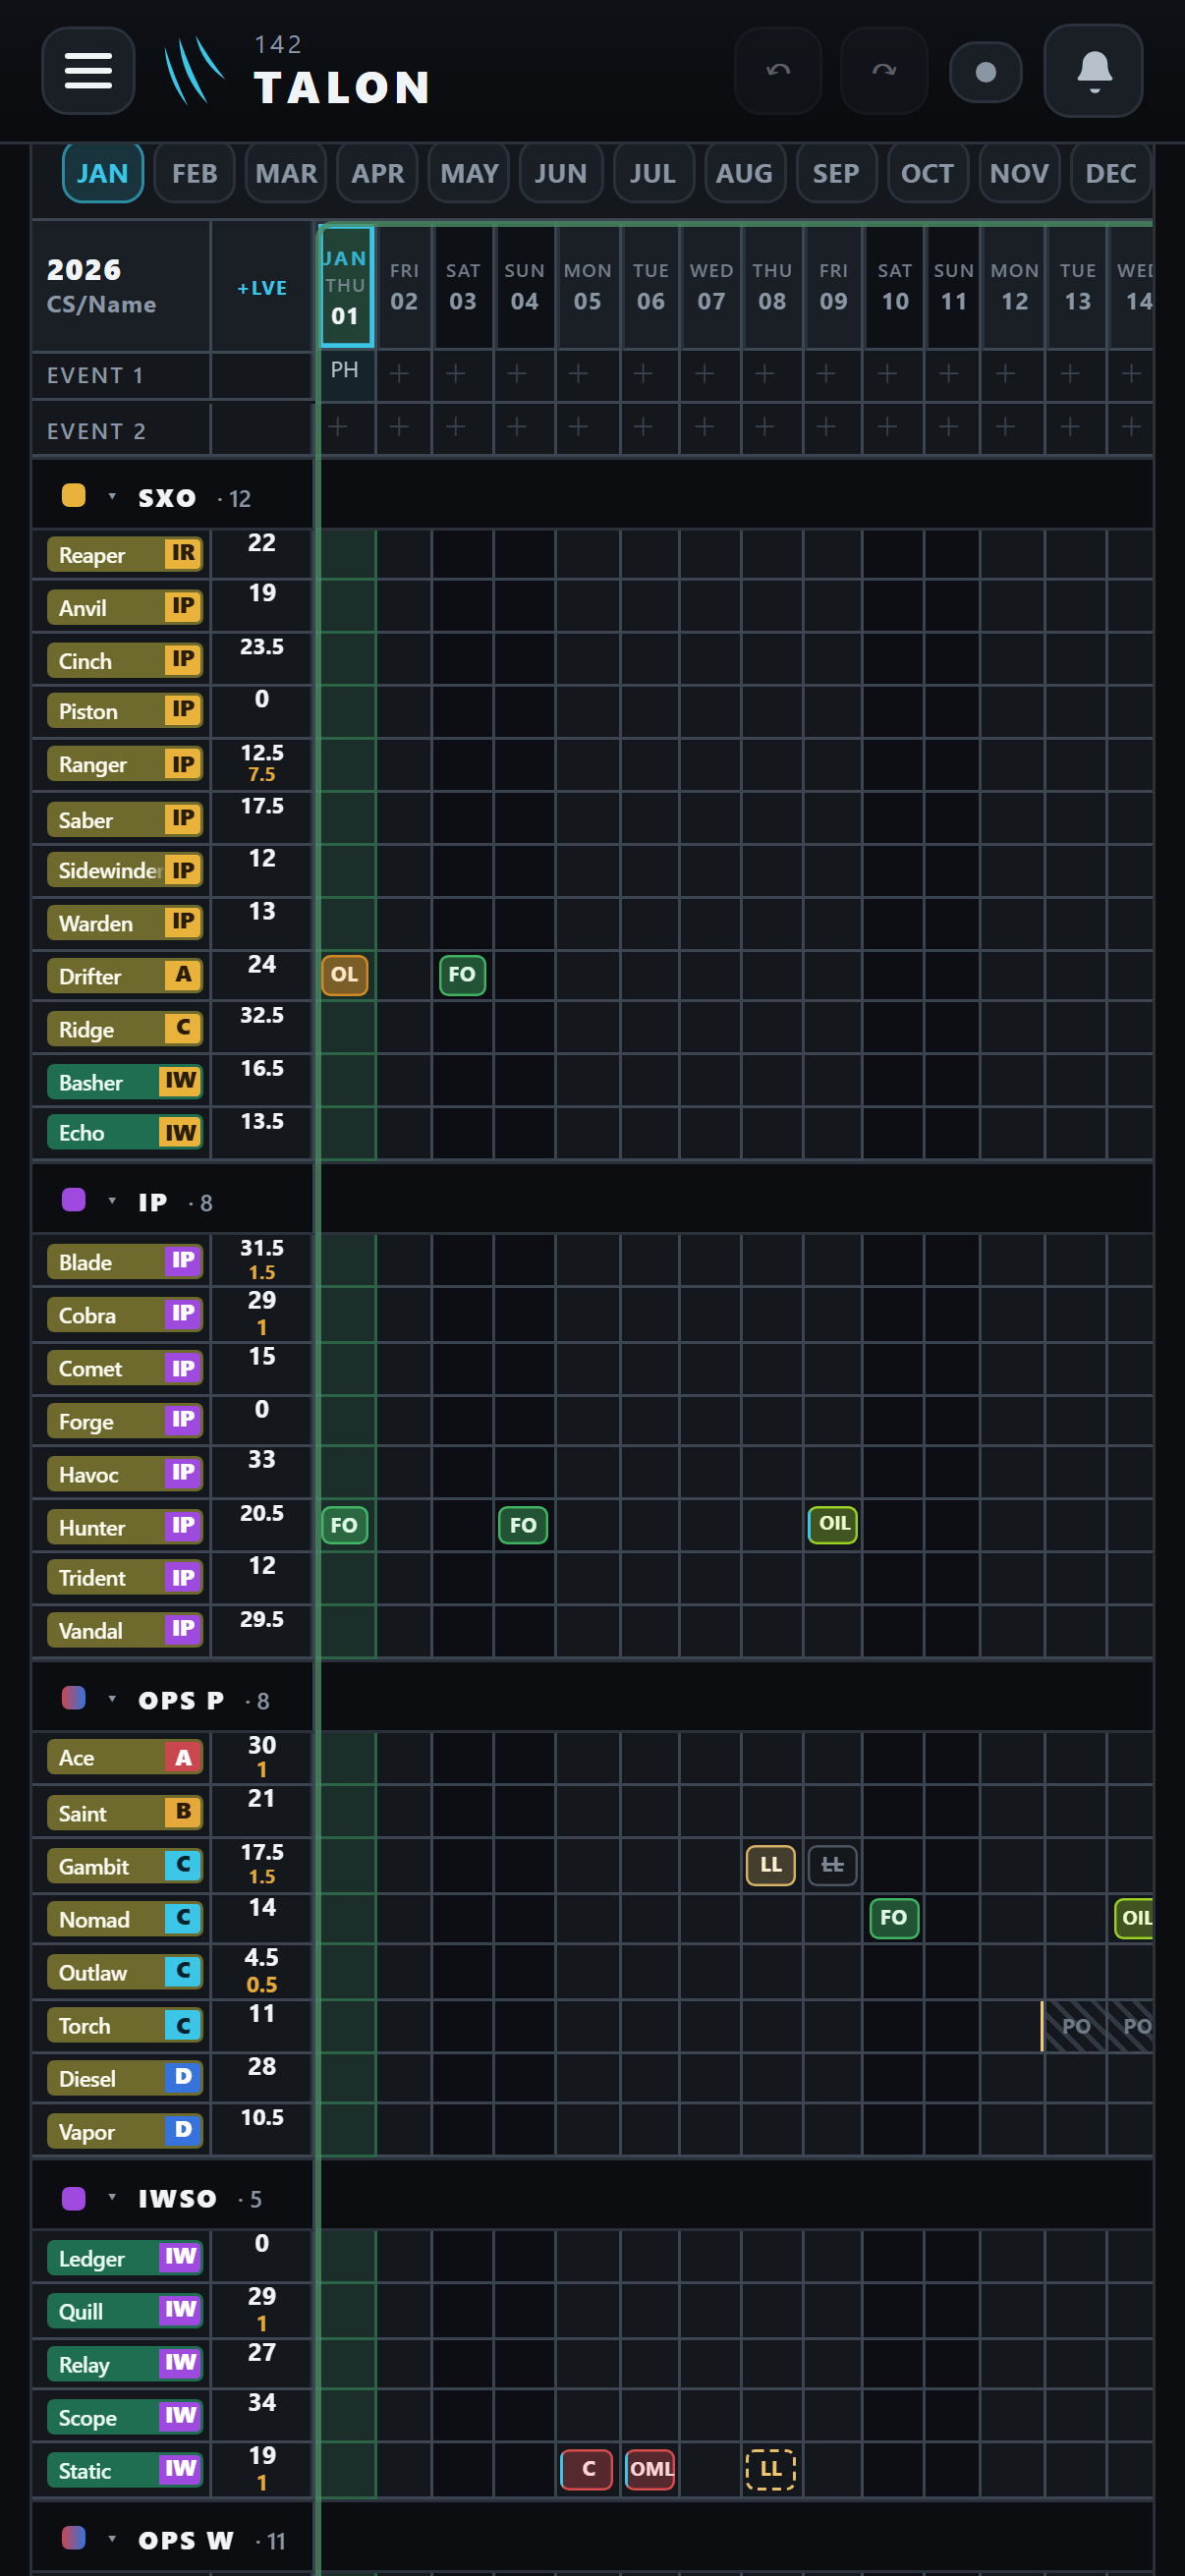 142
TALON
JAN FEB MAR APR MAY JUN JUL AUG SEP OCT NOV DEC
2026
CS/Name
+LVE
JAN THU 01
FRI 02
SAT 03
SUN 04
MON 05
TUE 06
WED 07
THU 08
FRI 09
SAT 10
SUN 11
MON 12
TUE 13
WED 14
EVENT 1 PH + + + + + + + + + + + + +
EVENT 2 + + + + + + + + + + + + + +
SXO · 12
Reaper IR 22
Anvil IP 19
Cinch IP 23.5
Piston IP 0
Ranger IP 12.5
7.5
Saber IP 17.5
Sidewinder IP 12
Warden IP 13
Drifter A 24 OL FO
Ridge C 32.5
Basher IW 16.5
Echo IW 13.5
IP · 8
Blade IP 31.5
1.5
Cobra IP 29
1
Comet IP 15
Forge IP 0
Havoc IP 33
Hunter IP 20.5 FO FO OIL
Trident IP 12
Vandal IP 29.5
OPS P · 8
Ace A 30
1
Saint B 21
Gambit C 17.5 LL LL
1.5
Nomad C 14 FO OIL
Outlaw C 4.5
0.5
Torch C 11 PO PO
Diesel D 28
Vapor D 10.5
IWSO · 5
Ledger IW 0
Quill IW 29
1
Relay IW 27
Scope IW 34
Static IW 19 C OML LL
1
OPS W · 11